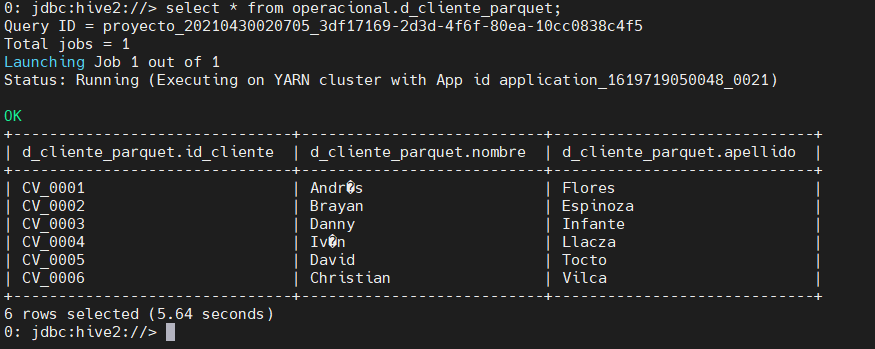 0: jdbc:hive2://> select * from operacional.d_cliente_parquet;
Query ID = proyecto_20210430020705_3df17169-2d3d-4f6f-80ea-10cc0838c4f5
Total jobs = 1
Launching Job 1 out of 1
Status: Running (Executing on YARN cluster with App id application_1619719050048_0021)
OK
+-------------------------------+---------------------------+-----------------------------+
| d_cliente_parquet.id_cliente  | d_cliente_parquet.nombre  | d_cliente_parquet.apellido  |
+-------------------------------+---------------------------+-----------------------------+
| CV_0001                       | Andr�s                    | Flores                      |
| CV_0002                       | Brayan                    | Espinoza                    |
| CV_0003                       | Danny                     | Infante                     |
| CV_0004                       | Iv�n                      | Llacza                      |
| CV_0005                       | David                     | Tocto                       |
| CV_0006                       | Christian                 | Vilca                       |
+-------------------------------+---------------------------+-----------------------------+
6 rows selected (5.64 seconds)
0: jdbc:hive2://>